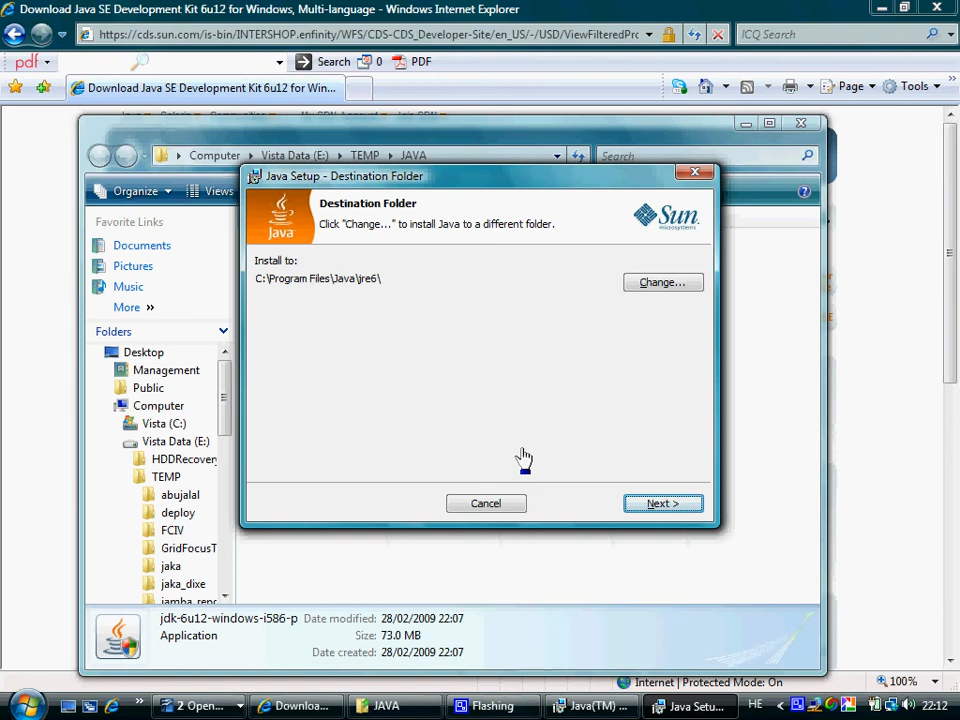 Download Java SE Development Kit 6u12 for Windows, Multi-language - Windows Internet Explorer
https://cds.sun.com/is-bin/INTERSHOP.enfinity/WFS/CDS-CDS_Developer-Site/en_US/-/USD/ViewFilteredPrc
ICQ Search
pdf
Search
0
PDF
Download Java SE Development Kit 6u12 for Win...
Page
Tools
Computer
Vista Data (E:)
TEMP
JAVA
Search
Organize
Views
Favorite Links
Documents
Pictures
Music
More »
Folders
Desktop
Management
Public
Computer
Vista (C:)
Vista Data (E:)
HDDRecovery
TEMP
abujalal
deploy
FCIV
GridFocusT
jaka
jaka_dixe
Java Setup - Destination Folder
Java
Destination Folder
Click "Change..." to install Java to a different folder.
Sun
microsystems
Install to:
C:\Program Files\Java\jre6\
Change...
Cancel
Next >
jdk-6u12-windows-i586-p
Application
Date modified: 28/02/2009 22:07
Size: 73.0 MB
Date created: 28/02/2009 22:07
Internet | Protected Mode: On
100%
2 Open...
Downloa...
JAVA
Flashing
Java(TM) ...
Java Setu...
HE
22:12